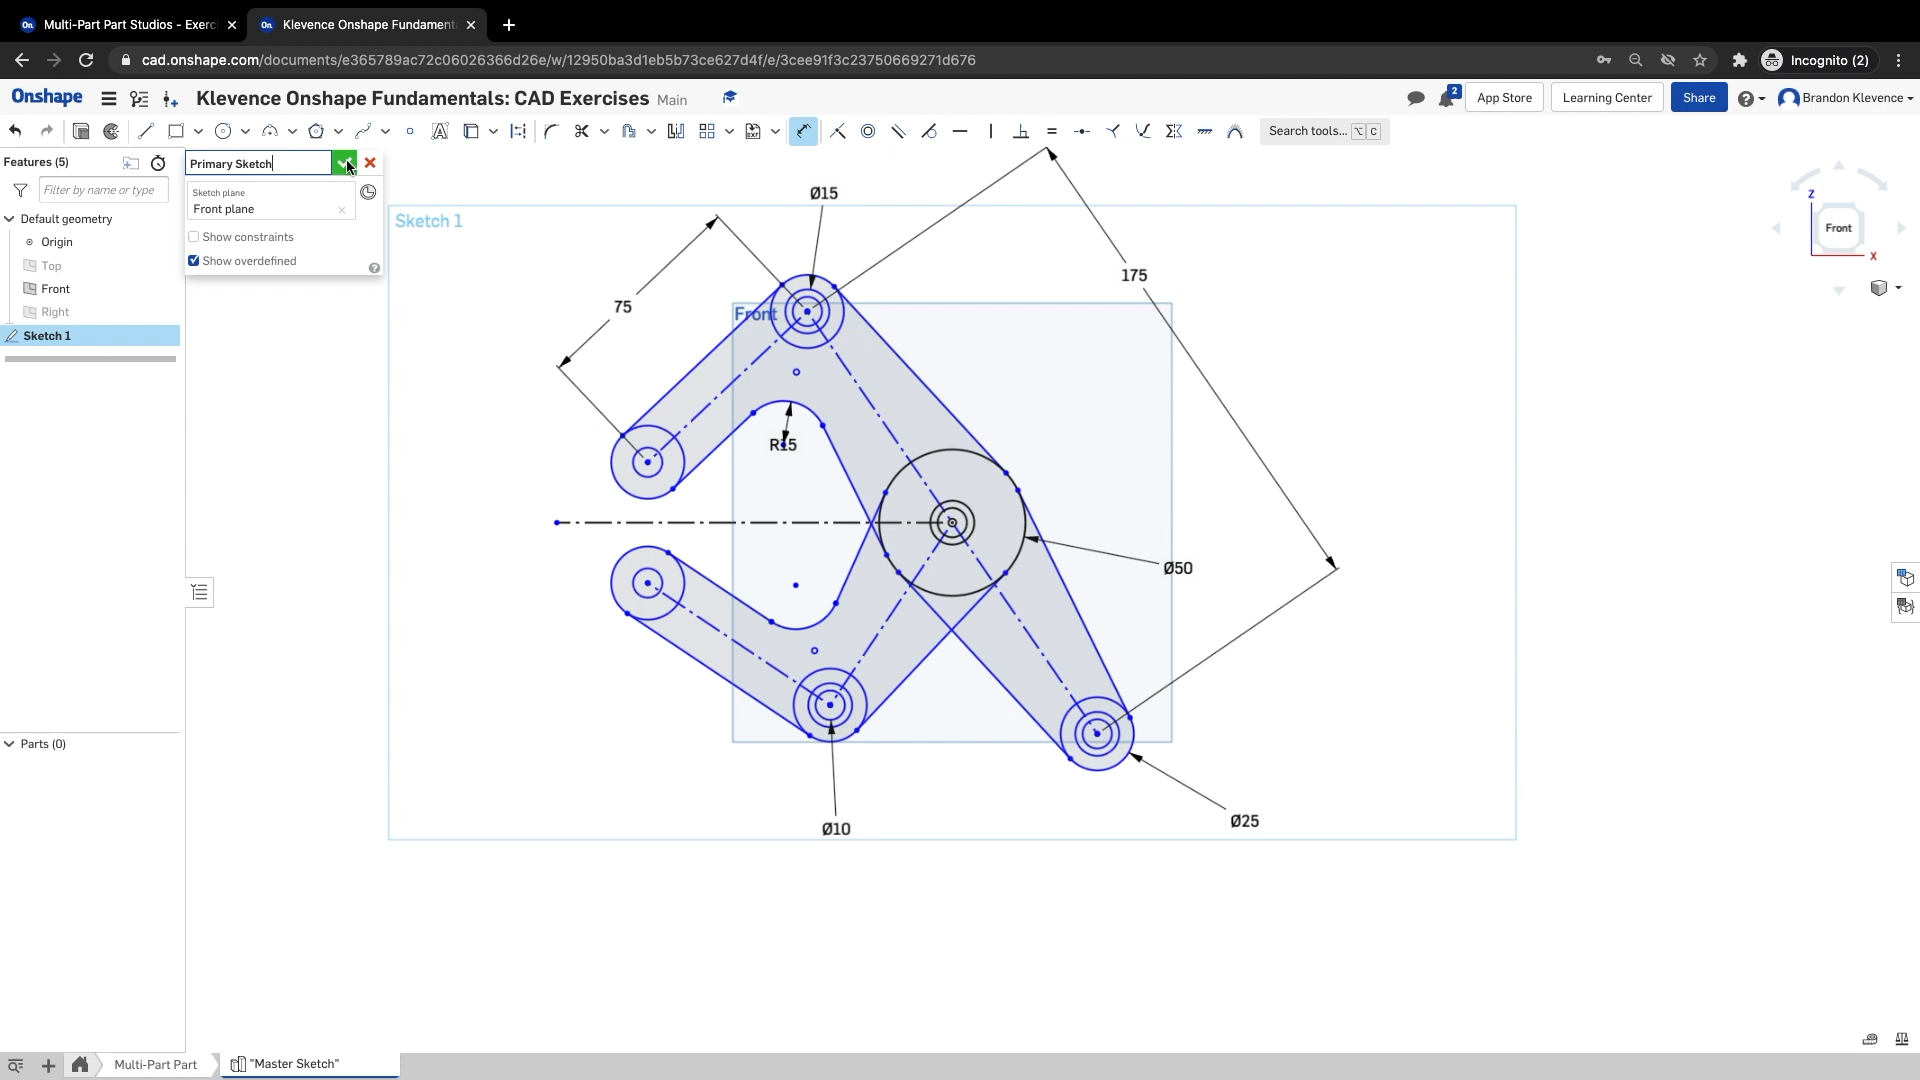 Multi-Part Part Studios - Exerc
Klevence Onshape Fundament
cad.onshape.com/documents/e365789ac72c06026366d26e/w/12950ba3d1eb5b73ce627d4f/e/3cee91f3c23750669271d676
Incognito (2)
Onshape
Klevence Onshape Fundamentals: CAD Exercises Main
2
App Store
Learning Center
Share
Brandon Klevence
Search tools... ⌥ C
Features (5)
Filter by name or type
Default geometry
Origin
Top
Front
Right
Sketch 1
Parts (0)
Primary Sketch
Sketch plane
Front plane
Show constraints
Show overdefined
Sketch 1
Front
Ø15
75
175
R15
Ø50
Ø10
Ø25
Z
Front
X
Multi-Part Part
"Master Sketch"